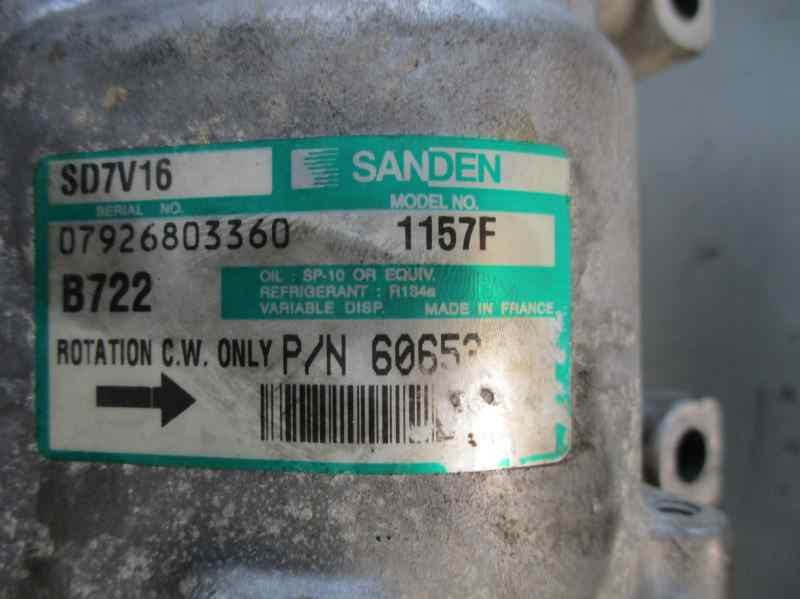 SD7V16 SANDEN
SERIAL NO. MODEL NO.
07926803360 1157F
B722
OIL : SP-10 OR EQUIV.
REFRIGERANT : R134a
VARIABLE DISP. MADE IN FRANCE
ROTATION C.W. ONLY P/N